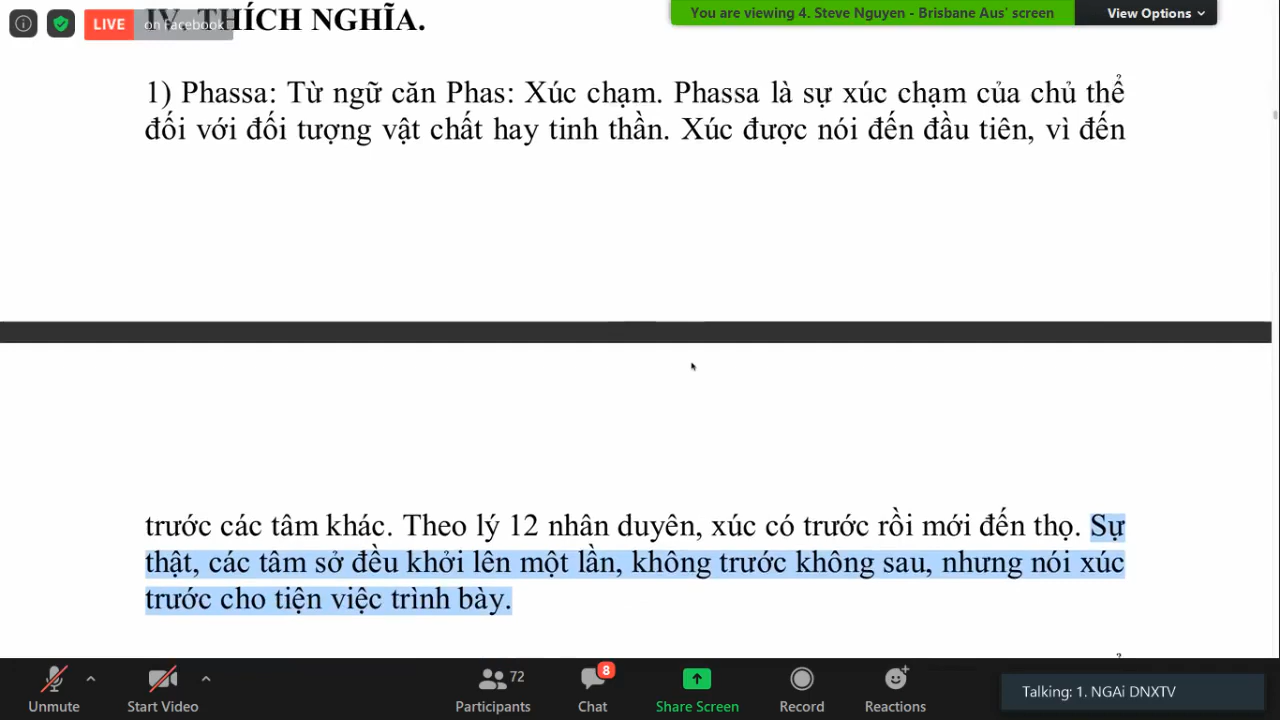 IV. THÍCH NGHĨA.
LIVE on Facebook
You are viewing 4. Steve Nguyen - Brisbane Aus' screen
View Options
1) Phassa: Từ ngữ căn Phas: Xúc chạm. Phassa là sự xúc chạm của chủ thể
đối với đối tượng vật chất hay tinh thần. Xúc được nói đến đầu tiên, vì đến
trước các tâm khác. Theo lý 12 nhân duyên, xúc có trước rồi mới đến thọ. Sự
thật, các tâm sở đều khởi lên một lần, không trước không sau, nhưng nói xúc
trước cho tiện việc trình bày.
Unmute
Start Video
72
Participants
8
Chat
Share Screen
Record
Reactions
Talking: 1. NGAi DNXTV